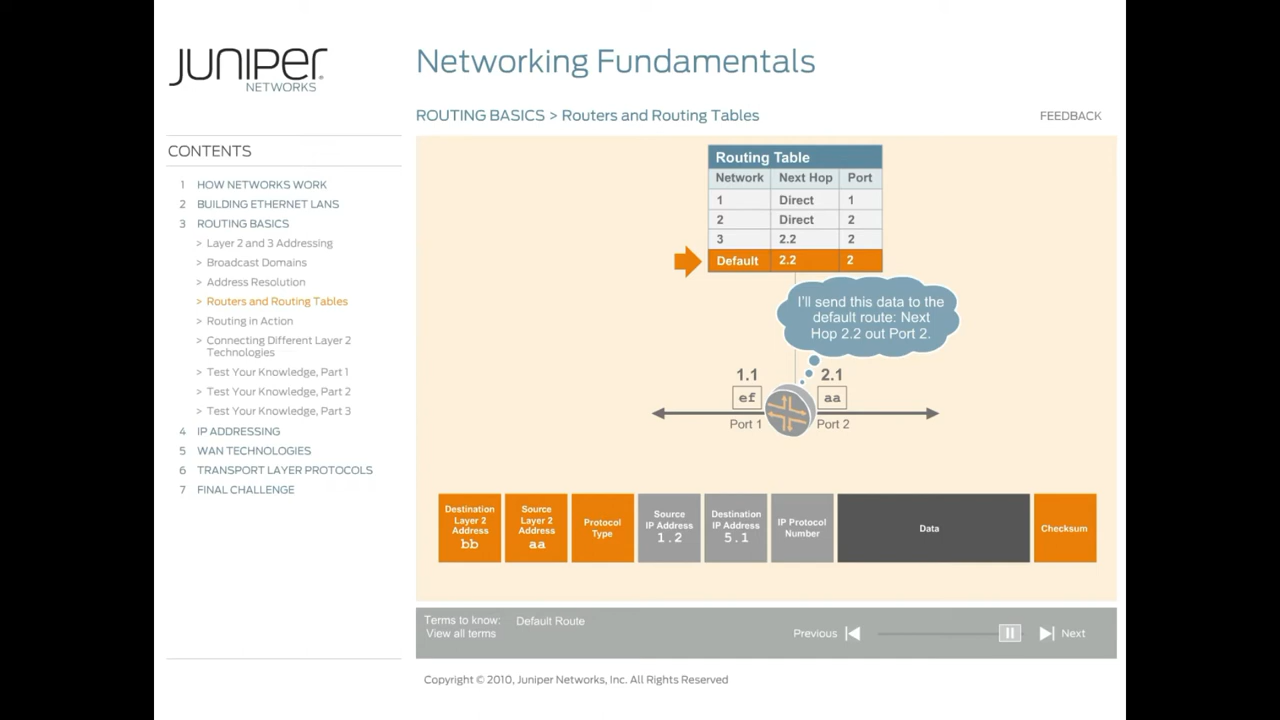 JUNIPER
NETWORKS
Networking Fundamentals
ROUTING BASICS > Routers and Routing Tables
FEEDBACK
CONTENTS
1 HOW NETWORKS WORK
2 BUILDING ETHERNET LANS
3 ROUTING BASICS
> Layer 2 and 3 Addressing
> Broadcast Domains
> Address Resolution
> Routers and Routing Tables
> Routing in Action
> Connecting Different Layer 2
Technologies
> Test Your Knowledge, Part 1
> Test Your Knowledge, Part 2
> Test Your Knowledge, Part 3
4 IP ADDRESSING
5 WAN TECHNOLOGIES
6 TRANSPORT LAYER PROTOCOLS
7 FINAL CHALLENGE
Routing Table
Network Next Hop Port
1 Direct 1
2 Direct 2
3 2.2 2
Default 2.2 2
I'll send this data to the
default route: Next
Hop 2.2 out Port 2.
1.1 2.1
ef aa
Port 1 Port 2
Destination
Layer 2
Address
bb
Source
Layer 2
Address
aa
Protocol
Type
Source
IP Address
1.2
Destination
IP Address
5.1
IP Protocol
Number
Data
Checksum
Terms to know: Default Route
View all terms
Previous Next
Copyright © 2010, Juniper Networks, Inc. All Rights Reserved